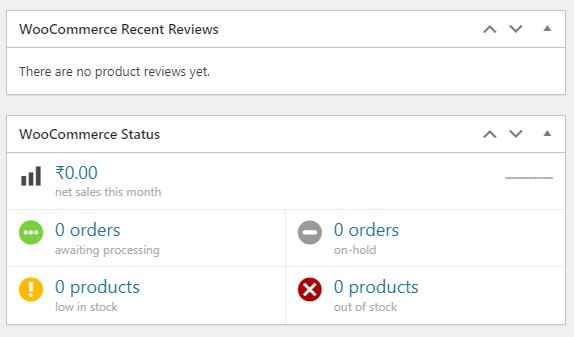 WooCommerce Recent Reviews
There are no product reviews yet.
WooCommerce Status
₹0.00
net sales this month
0 orders
awaiting processing
0 orders
on-hold
0 products
low in stock
0 products
out of stock